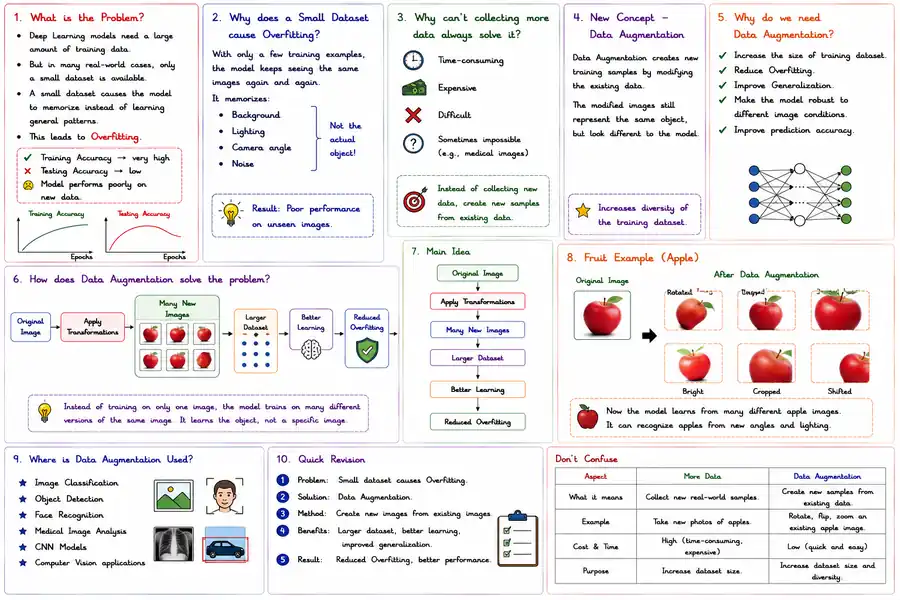 1. What is the Problem?
• Deep Learning models need a large
amount of training data.
• But in many real-world cases, only
a small dataset is available.
• A small dataset causes the model
to memorize instead of learning
general patterns.
• This leads to Overfitting.
✓ Training Accuracy → very high
✗ Testing Accuracy → low
Model performs poorly on
new data.
Training Accuracy
Epochs
Testing Accuracy
Epochs
2. Why does a Small Dataset
cause Overfitting?
With only a few training examples,
the model keeps seeing the same
images again and again.
It memorizes:
• Background
• Lighting
• Camera angle
• Noise
Not the
actual
object!
Result: Poor performance
on unseen images.
3. Why can't collecting more
data always solve it?
Time-consuming
Expensive
Difficult
Sometimes impossible
(e.g., medical images)
Instead of collecting new
data, create new samples
from existing data.
4. New Concept –
Data Augmentation
Data Augmentation creates new
training samples by modifying
the existing data.
The modified images still
represent the same object,
but look different to the model.
Increases diversity of
the training dataset.
5. Why do we need
Data Augmentation?
✓ Increase the size of training dataset.
✓ Reduce Overfitting.
✓ Improve Generalization.
✓ Make the model robust to
different image conditions.
✓ Improve prediction accuracy.
6. How does Data Augmentation solve the problem?
Original
Image
Apply
Transformations
Many New
Images
Larger
Dataset
Better
Learning
Reduced
Overfitting
Instead of training on only one image, the model trains on many different
versions of the same image. It learns the object, not a specific image.
7. Main Idea
Original Image
Apply Transformations
Many New Images
Larger Dataset
Better Learning
Reduced Overfitting
8. Fruit Example (Apple)
Original Image
After Data Augmentation
Rotated
Bright
Cropped
Shifted
Now the model learns from many different apple images.
It can recognize apples from new angles and lighting.
9. Where is Data Augmentation Used?
★ Image Classification
★ Object Detection
★ Face Recognition
★ Medical Image Analysis
★ CNN Models
★ Computer Vision applications
10. Quick Revision
1 Problem: Small dataset causes Overfitting.
2 Solution: Data Augmentation.
3 Method: Create new images from existing images.
4 Benefits: Larger dataset, better learning,
improved generalization.
5 Result: Reduced Overfitting, better performance.
Don't Confuse
Aspect More Data Data Augmentation
What it means Collect new real-world samples. Create new samples from
existing data.
Example Take new photos of apples. Rotate, flip, zoom an
existing apple image.
Cost & Time High (time-consuming,
expensive) Low (quick and easy)
Purpose Increase dataset size. Increase dataset size and
diversity.